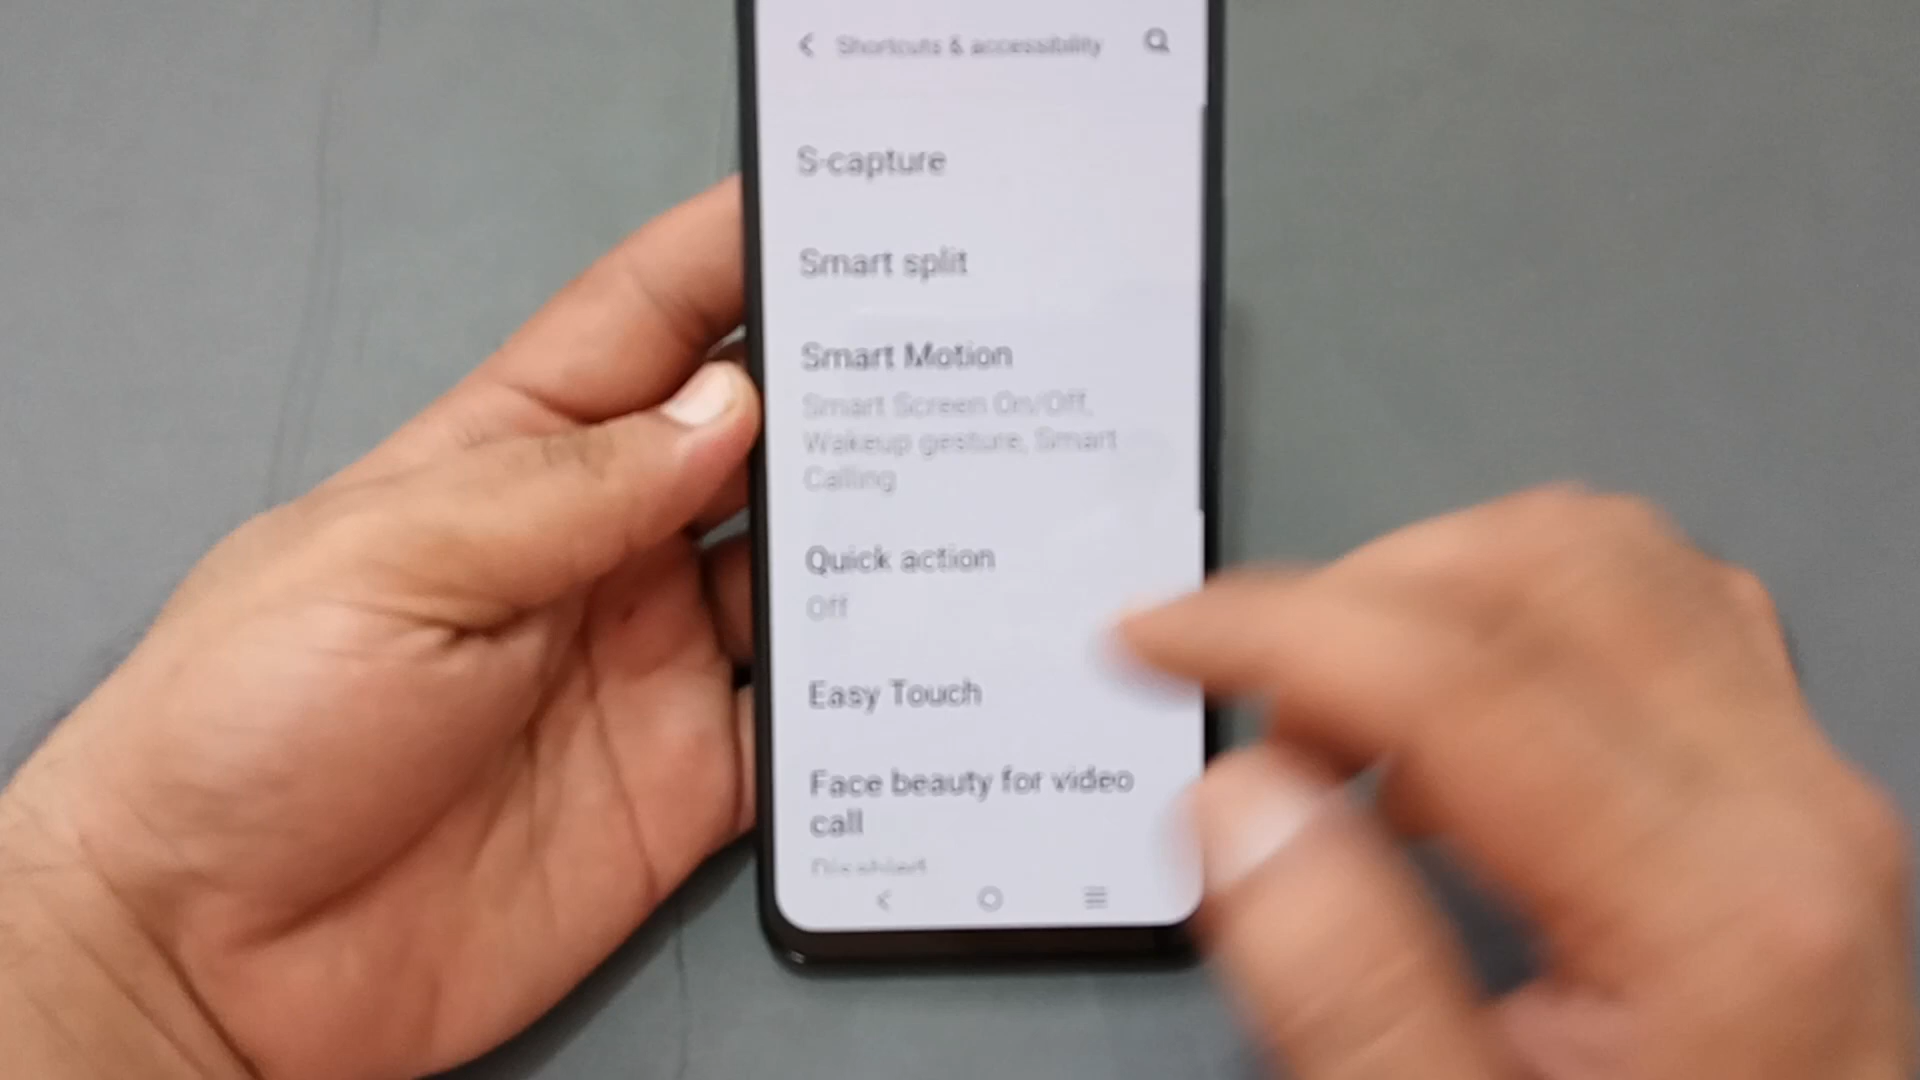 Shortcuts & accessibility
S-capture
Smart split
Smart Motion
Smart Screen On/Off,
Wakeup gesture, Smart
Calling
Quick action
Off
Easy Touch
Face beauty for video
call
Disabled